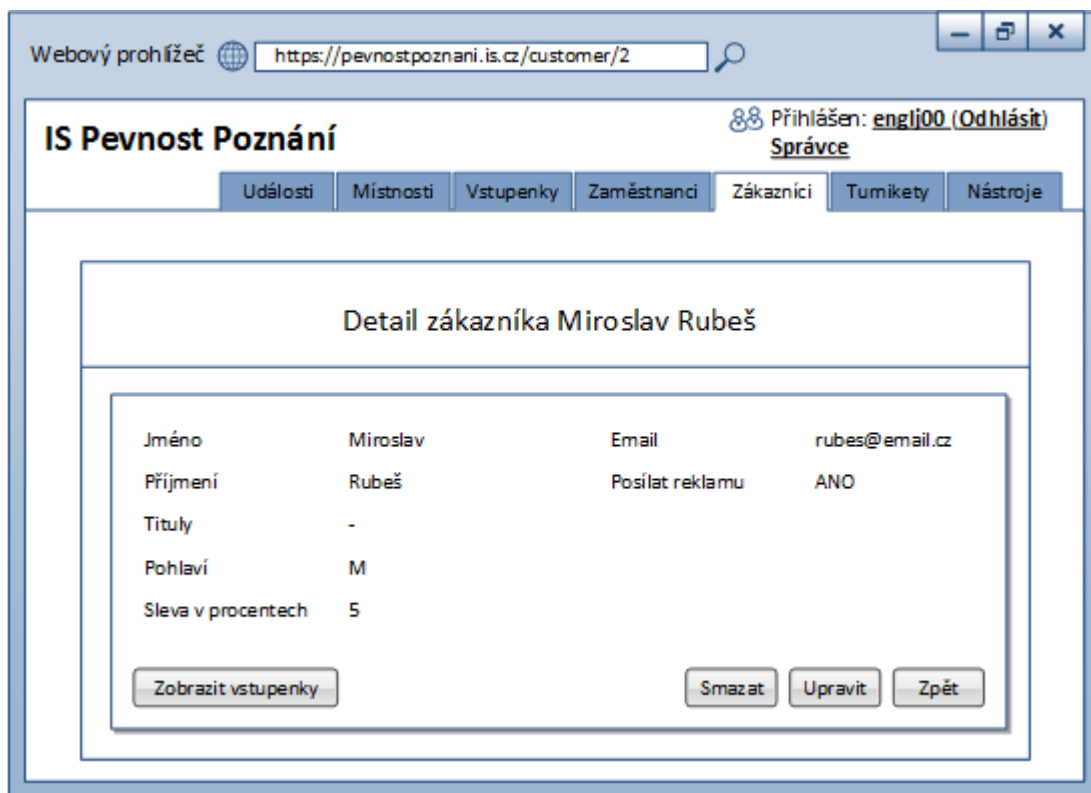 Webový prohlížeč https://pevnostpoznani.is.cz/customer/2
IS Pevnost Poznání
Přihlášen: englj00 (Odhlásit)
Správce
Události Místnosti Vstupenky Zaměstnanci Zákazníci Turnikety Nástroje
Detail zákazníka Miroslav Rubeš
Jméno Miroslav Email rubes@email.cz
Příjmení Rubeš Posílat reklamu ANO
Tituly -
Pohlaví M
Sleva v procentech 5
Zobrazit vstupenky Smazat Upravit Zpět